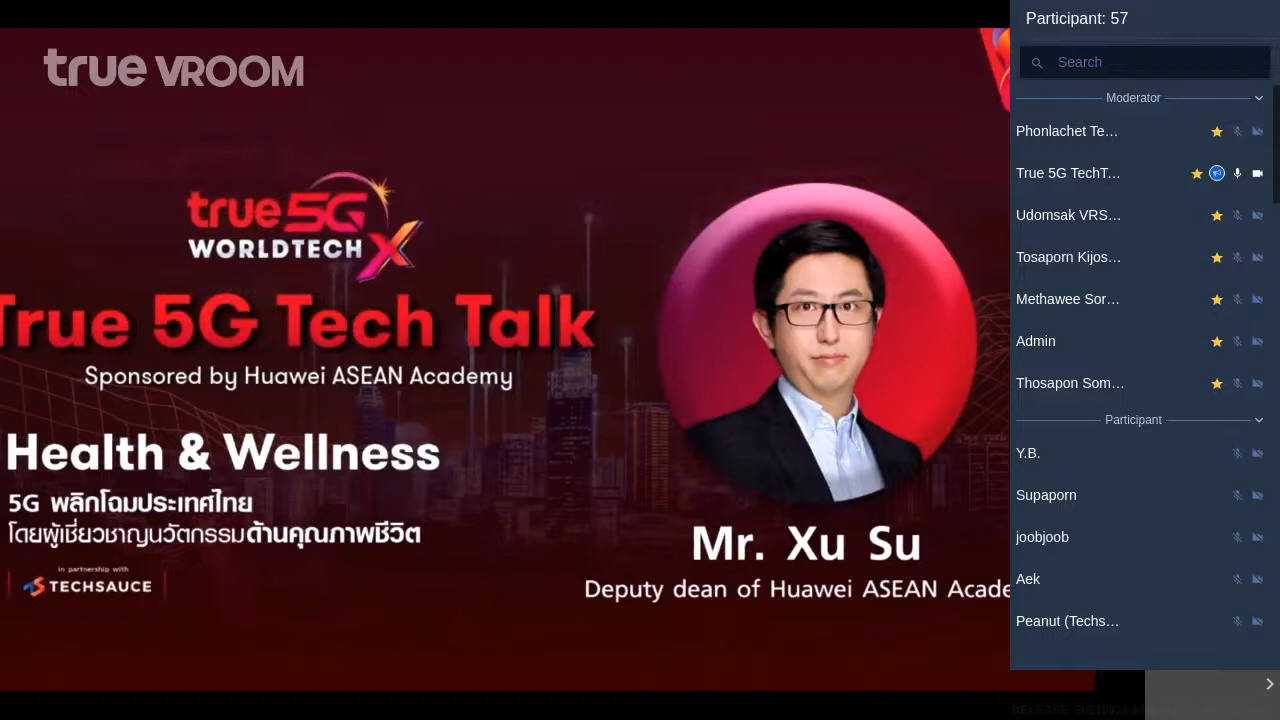 true VROOM
true 5G
WORLDTECH X
True 5G Tech Talk
Sponsored by Huawei ASEAN Academy
Health & Wellness
5G พลิกโฉมประเทศไทย
โดยผู้เชี่ยวชาญนวัตกรรมด้านคุณภาพชีวิต
in partnership with
TECHSAUCE
Mr. Xu Su
Deputy dean of Huawei ASEAN Acade
Participant: 57
Search
Moderator
Phonlachet Te…
True 5G TechT…
Udomsak VRS…
Tosaporn Kijos…
Methawee Sor…
Admin
Thosapon Som…
Participant
Y.B.
Supaporn
joobjoob
Aek
Peanut (Techs…